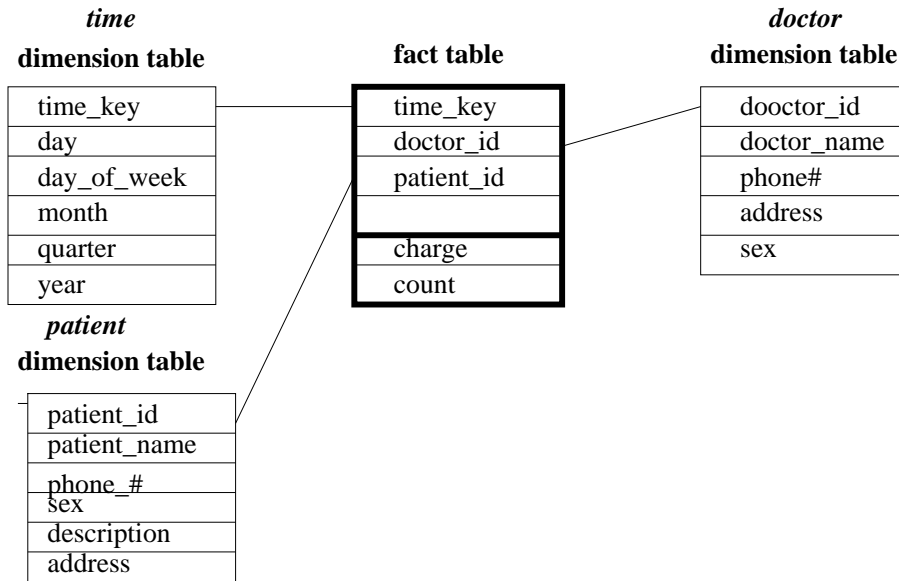 time
dimension table
time_key
day
day_of_week
month
quarter
year
fact table
time_key
doctor_id
patient_id
charge
count
doctor
dimension table
dooctor_id
doctor_name
phone#
address
sex
patient
dimension table
patient_id
patient_name
phone_#
sex
description
address